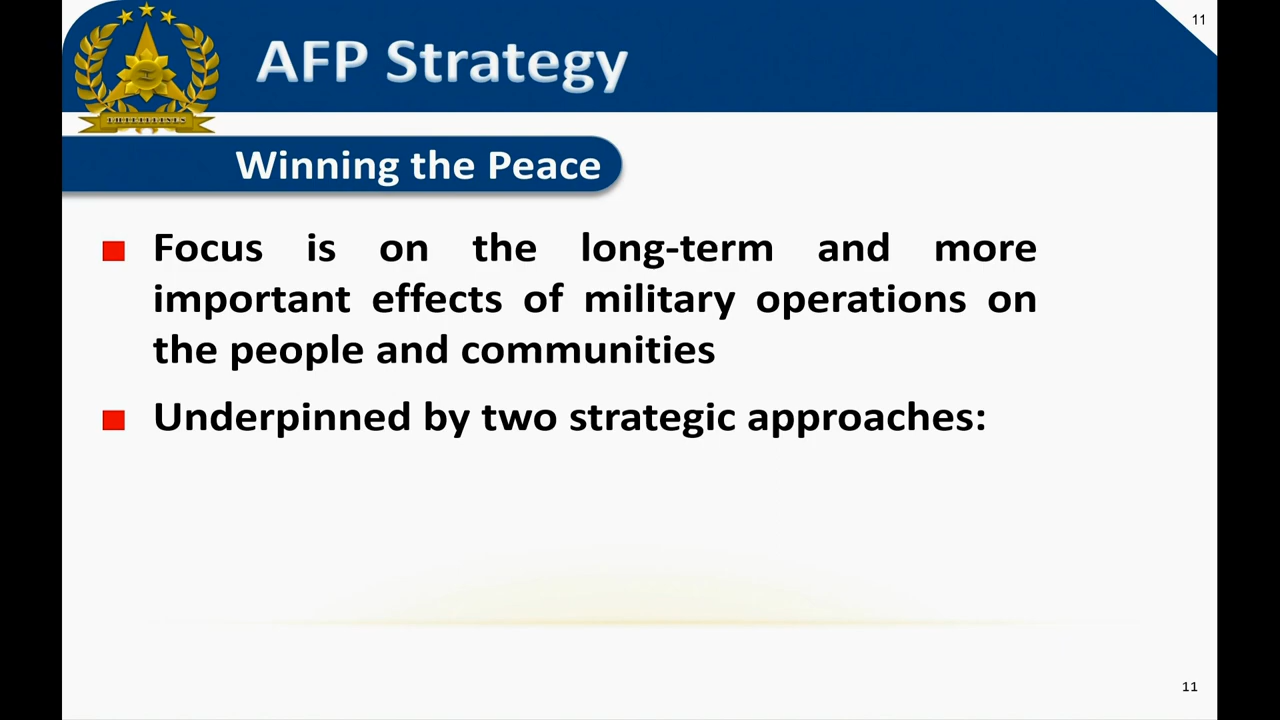 11
AFP Strategy
PHILIPPINES
Winning the Peace
Focus is on the long-term and more
important effects of military operations on
the people and communities
Underpinned by two strategic approaches:
11